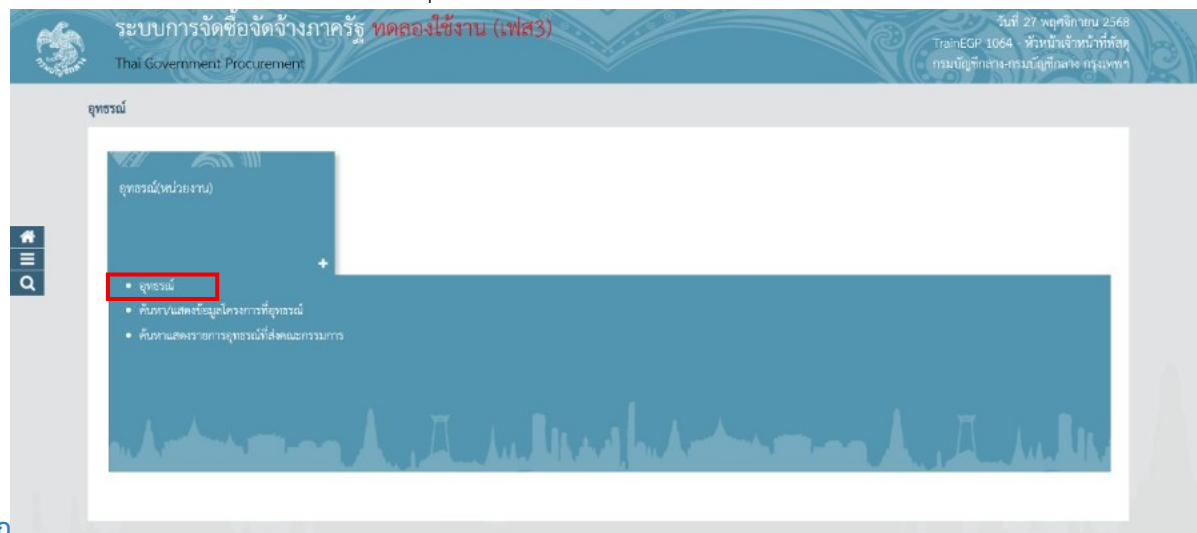 ระบบการจัดซื้อจัดจ้างภาครัฐ ทดลองใช้งาน (เฟส3)
Thai Government Procurement
วันที่ 27 พฤศจิกายน 2568
TrainEGP 1064 - หัวหน้าเจ้าหน้าที่พัสดุ
กรมบัญชีกลาง-กรมบัญชีกลาง กรุงเทพฯ
อุทธรณ์
อุทธรณ์(หน่วยงาน)
อุทธรณ์
ค้นหา/แสดงข้อมูลโครงการที่อุทธรณ์
ค้นหาแสดงรายการอุทธรณ์ที่ส่งคณะกรรมการ